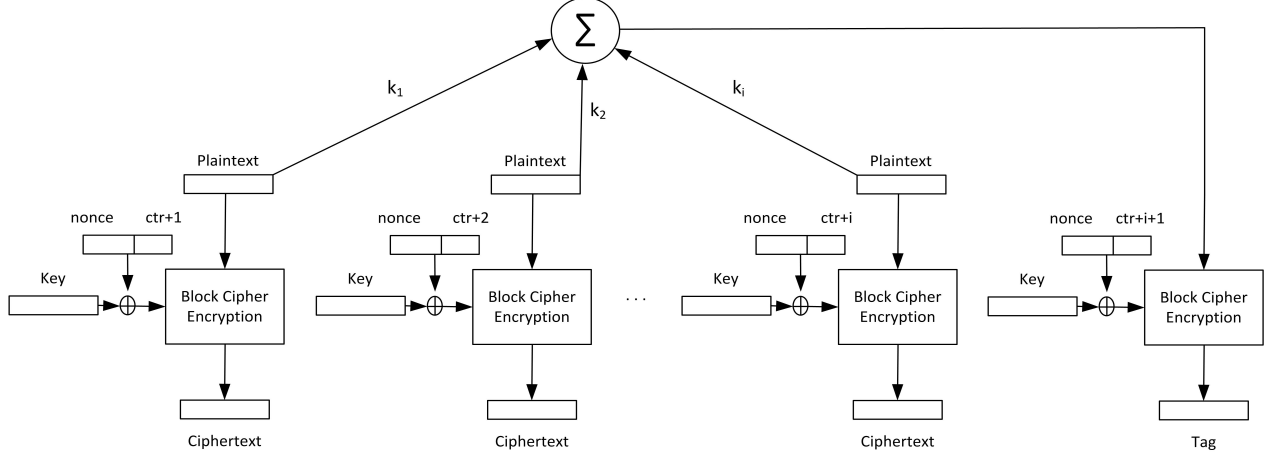 Σ
k1
k2
ki
Plaintext
Plaintext
Plaintext
nonce ctr+1
nonce ctr+2
nonce ctr+i
nonce ctr+i+1
Key
Key
Key
Key
Block Cipher
Encryption
Block Cipher
Encryption
...
Block Cipher
Encryption
Block Cipher
Encryption
Ciphertext
Ciphertext
Ciphertext
Tag